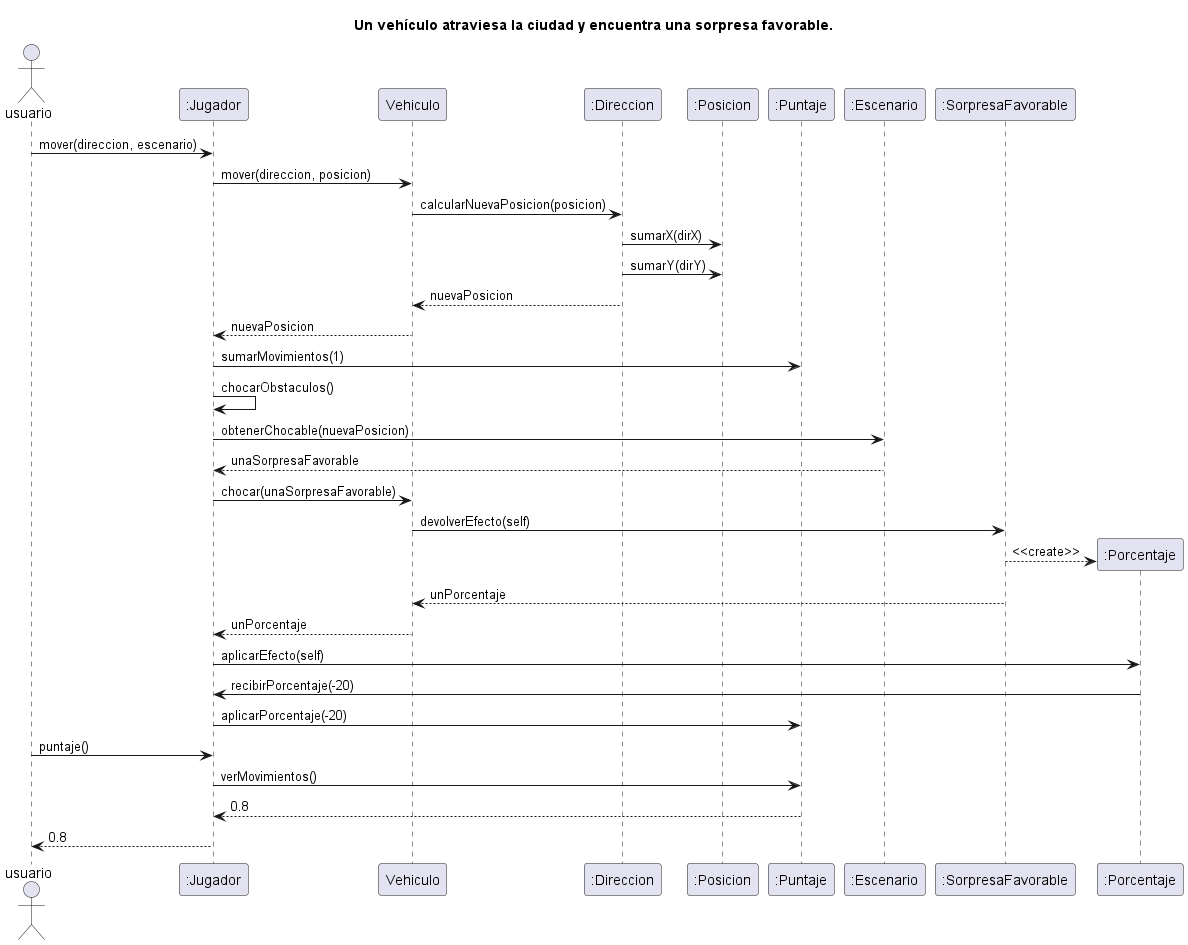 Un vehículo atraviesa la ciudad y encuentra una sorpresa favorable.
usuario
:Jugador
Vehiculo
:Direccion
:Posicion
:Puntaje
:Escenario
:SorpresaFavorable
mover(direccion, escenario)
mover(direccion, posicion)
calcularNuevaPosicion(posicion)
sumarX(dirX)
sumarY(dirY)
nuevaPosicion
nuevaPosicion
sumarMovimientos(1)
chocarObstaculos()
obtenerChocable(nuevaPosicion)
unaSorpresaFavorable
chocar(unaSorpresaFavorable)
devolverEfecto(self)
<<create>>
:Porcentaje
unPorcentaje
unPorcentaje
aplicarEfecto(self)
recibirPorcentaje(-20)
aplicarPorcentaje(-20)
puntaje()
verMovimientos()
0.8
0.8
usuario
:Jugador
Vehiculo
:Direccion
:Posicion
:Puntaje
:Escenario
:SorpresaFavorable
:Porcentaje